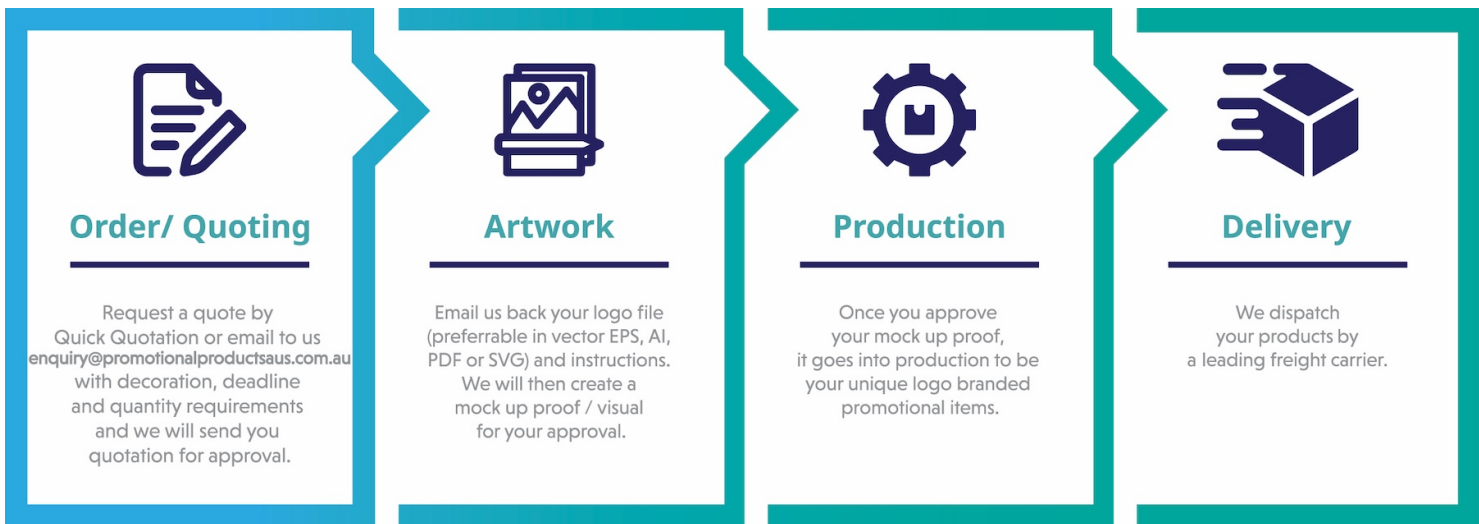 Order/ Quoting
Request a quote by
Quick Quotation or email to us
enquiry@promotionalproductsaus.com.au
with decoration, deadline
and quantity requirements
and we will send you
quotation for approval.
Artwork
Email us back your logo file
(preferrable in vector EPS, AI,
PDF or SVG) and instructions.
We will then create a
mock up proof / visual
for your approval.
Production
Once you approve
your mock up proof,
it goes into production to be
your unique logo branded
promotional items.
Delivery
We dispatch
your products by
a leading freight carrier.